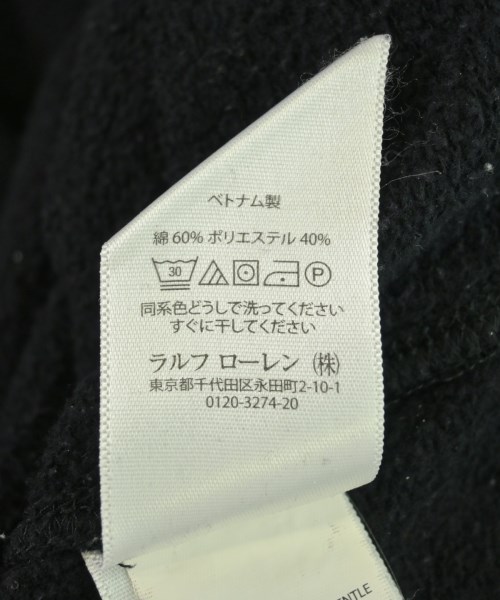 ベトナム製
綿 60% ポリエステル 40%
30 P
同系色どうしで洗ってください
すぐに干してください
ラルフ ローレン (株)
東京都千代田区永田町2-10-1
0120-3274-20